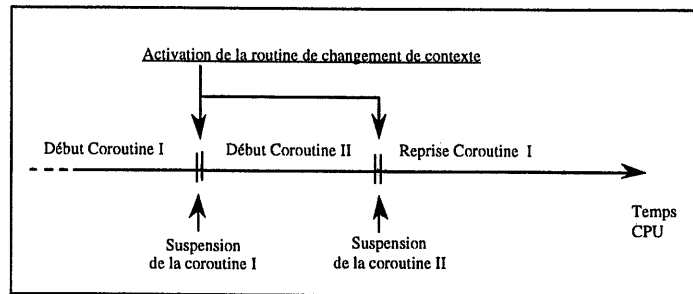 Activation de la routine de changement de contexte
Début Coroutine I
Début Coroutine II
Reprise Coroutine I
Temps
CPU
Suspension
de la coroutine I
Suspension
de la coroutine II